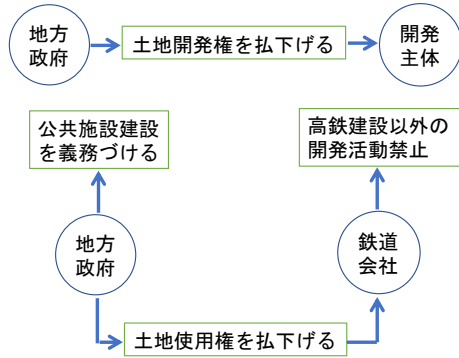 地方
政府
土地開発権を払下げる
開発
主体
公共施設建設
を義務づける
高鉄建設以外の
開発活動禁止
地方
政府
鉄道
会社
土地使用権を払下げる